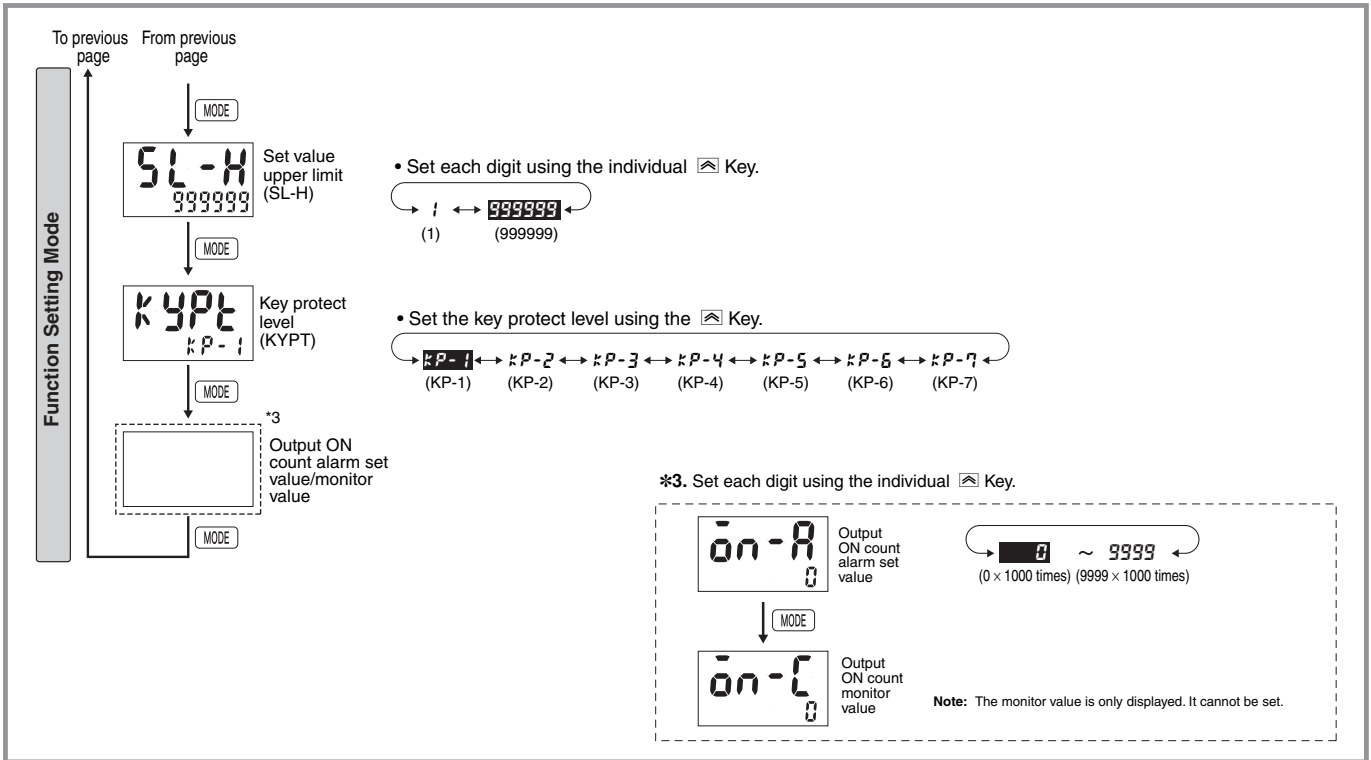 To previous page
From previous page
Function Setting Mode
MODE
SL-H
999999
Set value
upper limit
(SL-H)
• Set each digit using the individual Key.
1 999999
(1) (999999)
MODE
KYPt
KP-1
Key protect
level
(KYPT)
• Set the key protect level using the Key.
KP-1 KP-2 KP-3 KP-4 KP-5 KP-6 KP-7
(KP-1) (KP-2) (KP-3) (KP-4) (KP-5) (KP-6) (KP-7)
MODE
*3
Output ON
count alarm set
value/monitor
value
MODE
*3. Set each digit using the individual Key.
on-A
0
Output
ON count
alarm set
value
0 ~ 9999
(0 × 1000 times) (9999 × 1000 times)
MODE
on-C
0
Output
ON count
monitor
value
Note: The monitor value is only displayed. It cannot be set.